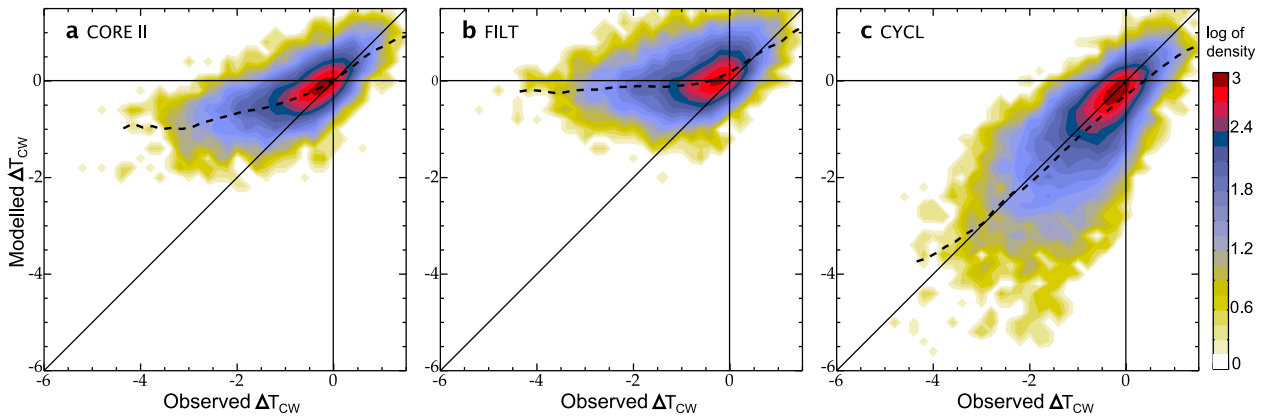 a CORE II
b FILT
c CYCL
log of
density
3
2.4
1.8
1.2
0.6
0
Modelled ΔT_CW
0
-2
-4
-6
-6 -4 -2 0
-6 -4 -2 0
-6 -4 -2 0
0
-2
-4
-6
0
-2
-4
-6
Observed ΔT_CW
Observed ΔT_CW
Observed ΔT_CW